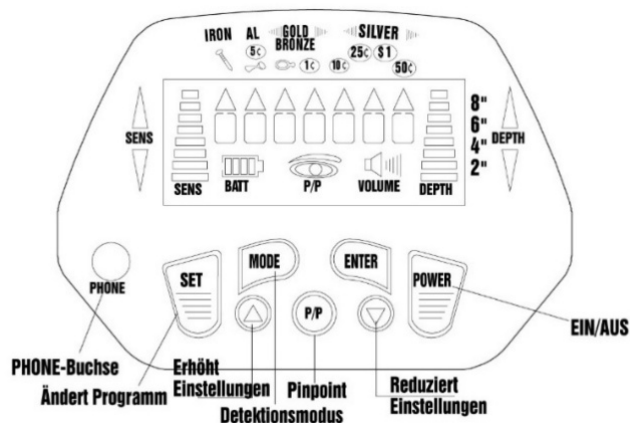 IRON AL GOLD SILVER
BRONZE
5¢ 25¢ $1
1¢ 10¢ 50¢
8"
6"
SENS DEPTH
4"
2"
SENS BATT P/P VOLUME DEPTH
PHONE SET MODE ENTER POWER
P/P
EIN/AUS
PHONE-Buchse
Ändert Programm
Erhöht
Einstellungen
Detektionsmodus
Pinpoint
Reduziert
Einstellungen